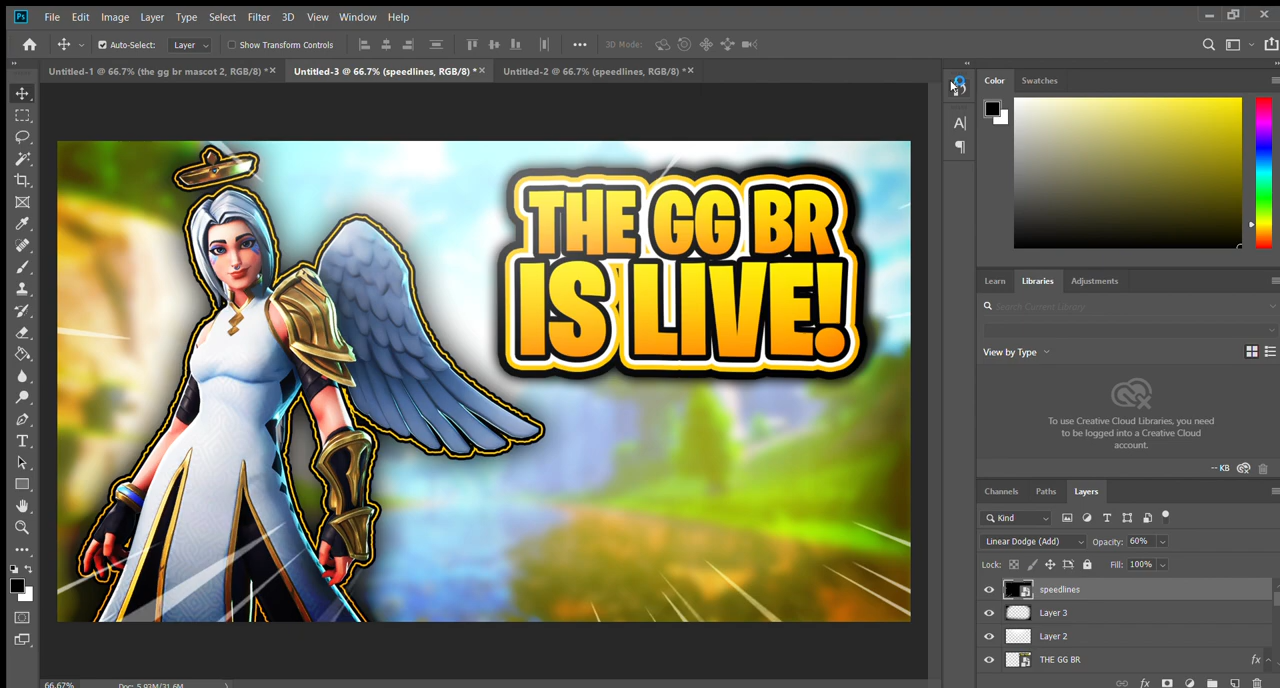 Ps File Edit Image Layer Type Select Filter 3D View Window Help
Auto-Select: Layer Show Transform Controls 3D Mode:
Untitled-1 @ 66.7% (the gg br mascot 2, RGB/8) * Untitled-3 @ 66.7% (speedlines, RGB/8) * Untitled-2 @ 66.7% (speedlines, RGB/8) *
Color Swatches
THE GG BR
IS LIVE!
Learn Libraries Adjustments
Search Current Library
View by Type
To use Creative Cloud Libraries, you need
to be logged into a Creative Cloud
account.
-- KB
Channels Paths Layers
Kind
Linear Dodge (Add) Opacity: 60%
Lock: Fill: 100%
speedlines
Layer 3
Layer 2
THE GG BR fx
fx
66.67% Doc: 5.93M/31.6M